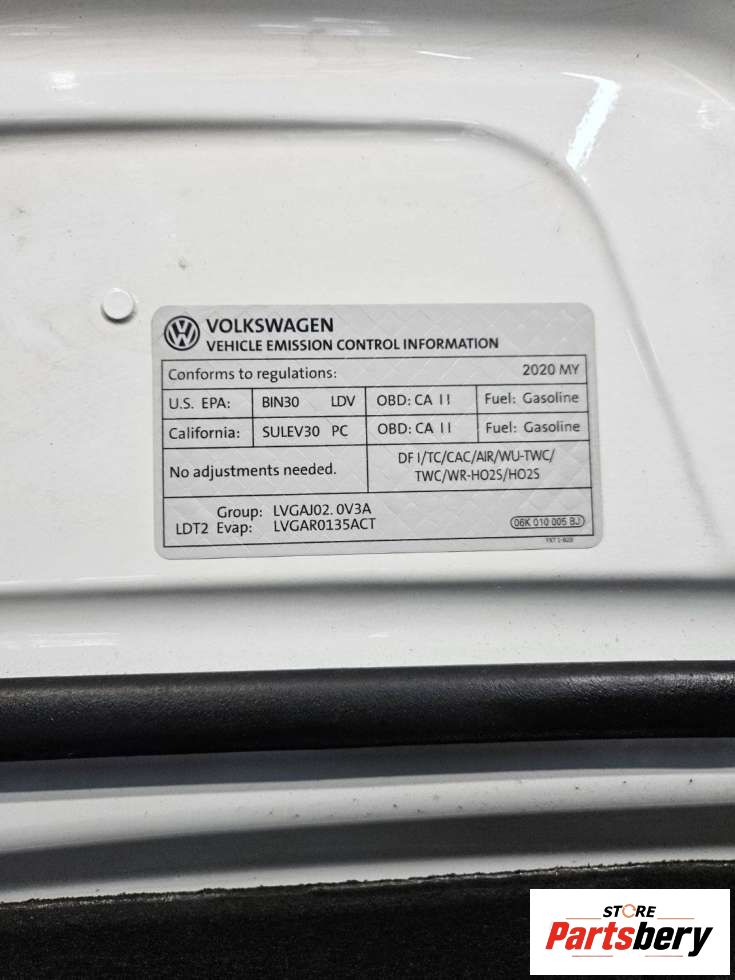 VOLKSWAGEN
VEHICLE EMISSION CONTROL INFORMATION
Conforms to regulations: 2020 MY
U.S. EPA: BIN30 LDV OBD: CA II Fuel: Gasoline
California: SULEV30 PC OBD: CA II Fuel: Gasoline
No adjustments needed.
DFI/TC/CAC/AIR/WU-TWC/
TWC/WR-HO2S/HO2S
Group: LVGAJ02.0V3A
LDT2 Evap: LVGAR0135ACT
06K 010 005 BJ
STORE
Partsbery